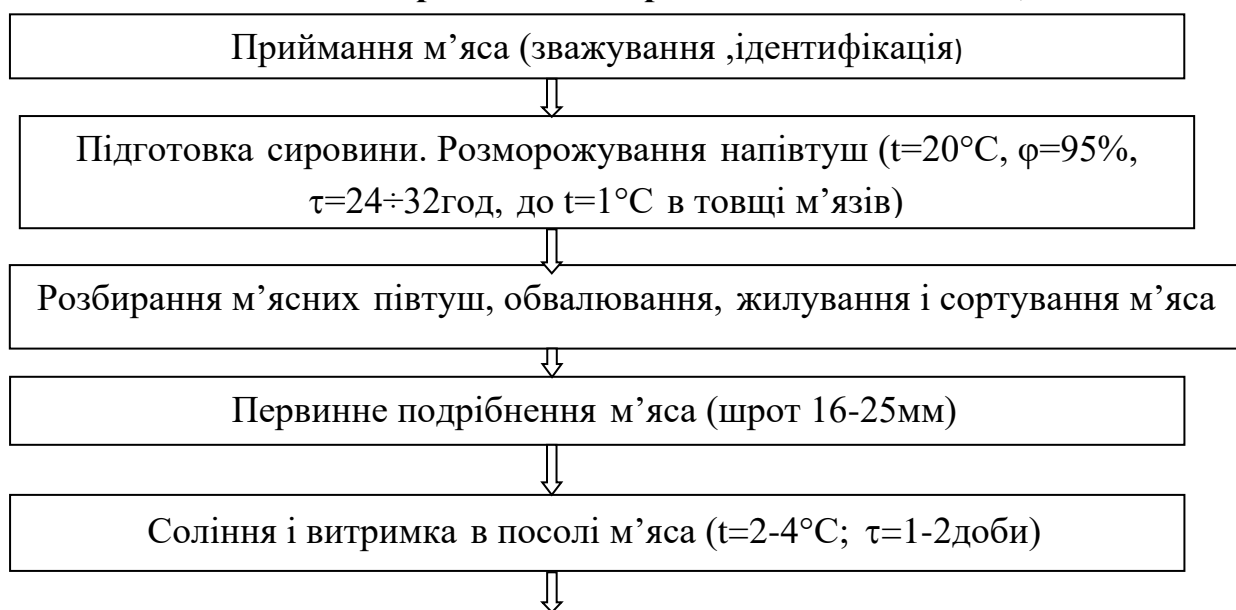 Приймання м’яса (зважування ,ідентифікація)
Підготовка сировини. Розморожування напівтуш (t=20°C, φ=95%,
τ=24÷32год, до t=1°C в товщі м’язів)
Розбирання м’ясних півтуш, обвалювання, жилування і сортування м’яса
Первинне подрібнення м’яса (шрот 16-25мм)
Соління і витримка в посолі м’яса (t=2-4°C; τ=1-2доби)